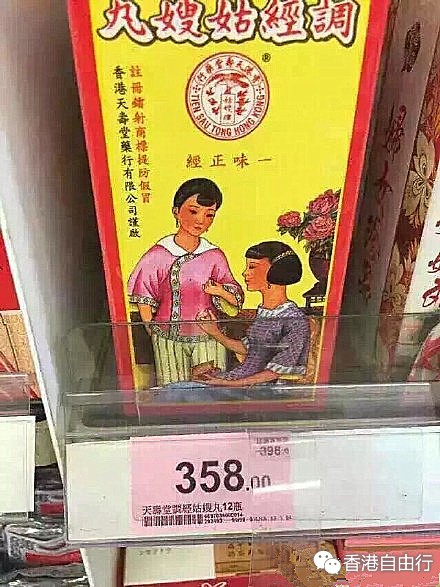 調經姑嫂丸
®
TIEN SAU TONG HONG KONG
一味正經
註冊鐳射商標提防假冒
香港天壽堂藥行有限公司謹啟
398.0
358.00
天壽堂調經姑嫂丸12瓶
香港自由行